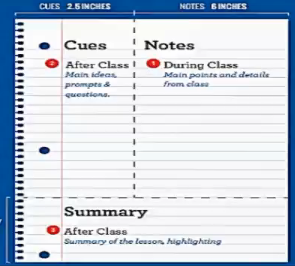 CUES 2.5 INCHES
NOTES 6 INCHES
Cues
2 After Class
Main ideas,
prompts &
questions.
Notes
1 During Class
Main points and details
from class
Summary
3 After Class
Summary of the lesson, highlighting